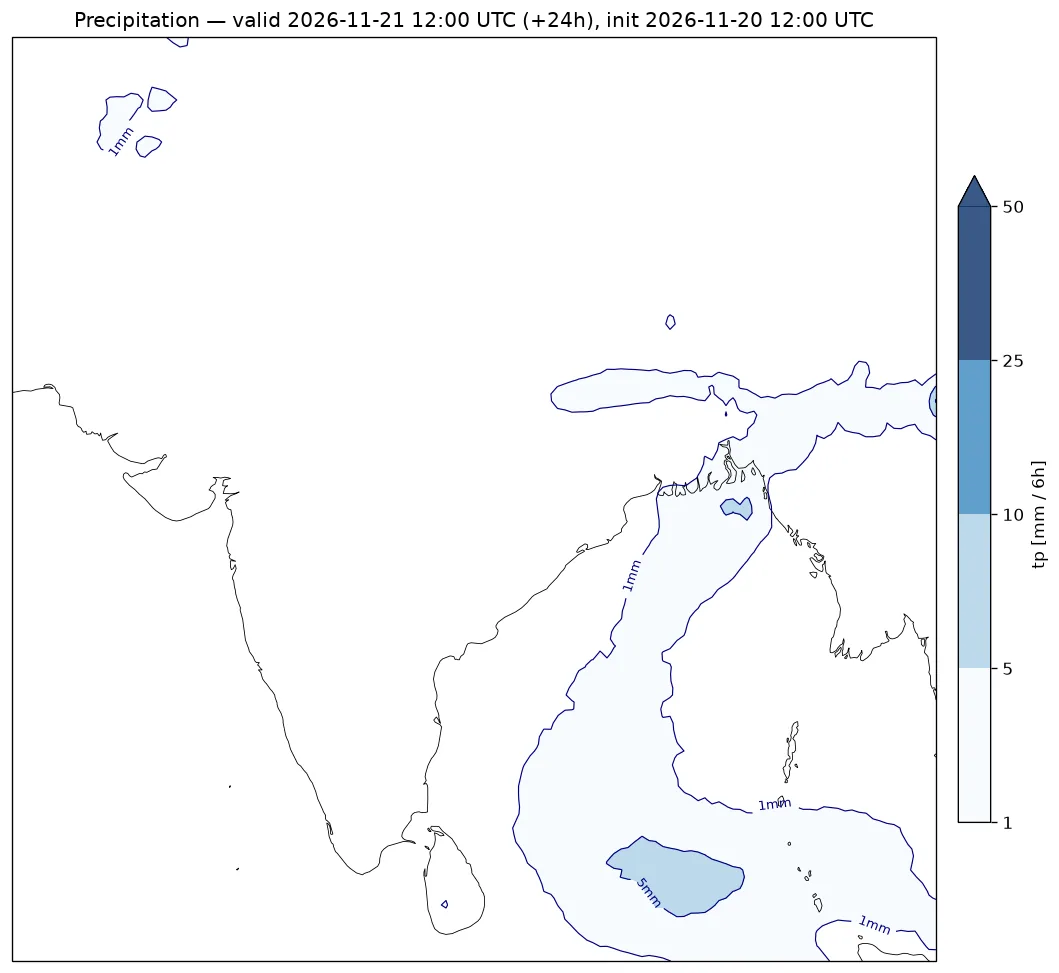 Precipitation — valid 2026-11-21 12:00 UTC (+24h), init 2026-11-20 12:00 UTC
1mm
1mm
1mm
5mm
1mm
50
25
10
5
1
tp [mm / 6h]